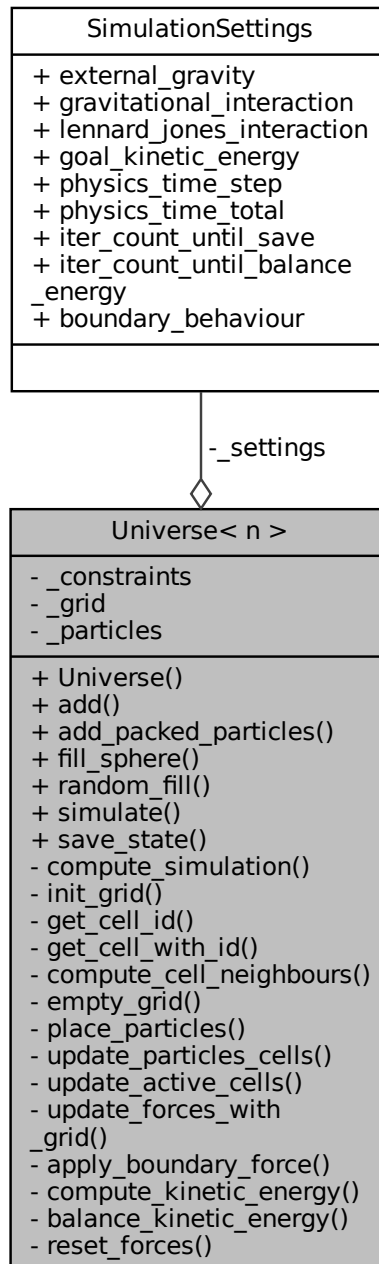 SimulationSettings
+ external_gravity
+ gravitational_interaction
+ lennard_jones_interaction
+ goal_kinetic_energy
+ physics_time_step
+ physics_time_total
+ iter_count_until_save
+ iter_count_until_balance
_energy
+ boundary_behaviour
-_settings
Universe< n >
- _constraints
- _grid
- _particles
+ Universe()
+ add()
+ add_packed_particles()
+ fill_sphere()
+ random_fill()
+ simulate()
+ save_state()
- compute_simulation()
- init_grid()
- get_cell_id()
- get_cell_with_id()
- compute_cell_neighbours()
- empty_grid()
- place_particles()
- update_particles_cells()
- update_active_cells()
- update_forces_with
_grid()
- apply_boundary_force()
- compute_kinetic_energy()
- balance_kinetic_energy()
- reset_forces()